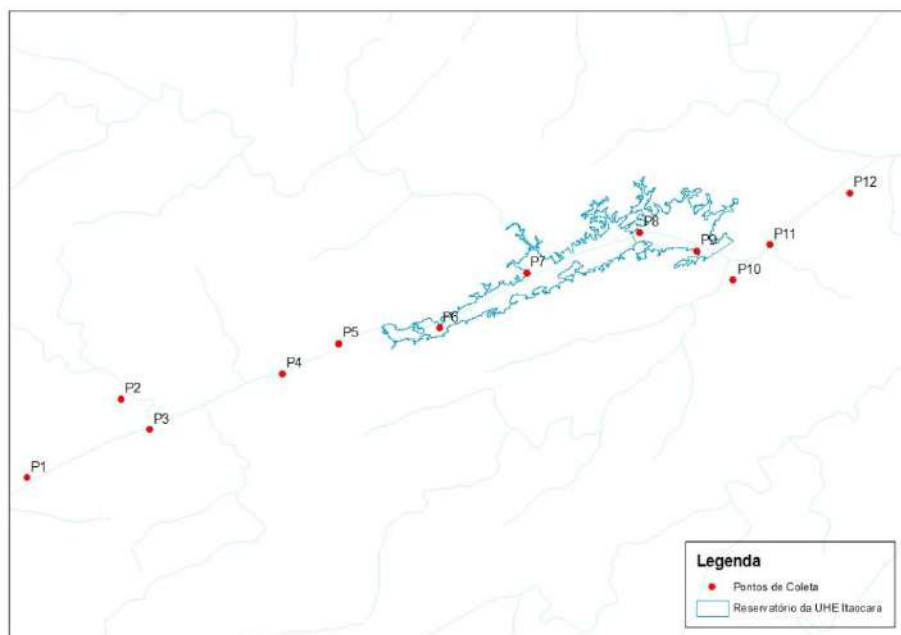 P12
P8
P11
P9
P7
P10
P6
P5
P4
P2
P3
P1
Legenda
Pontos de Coleta
Reservatório da UHE Itaocara